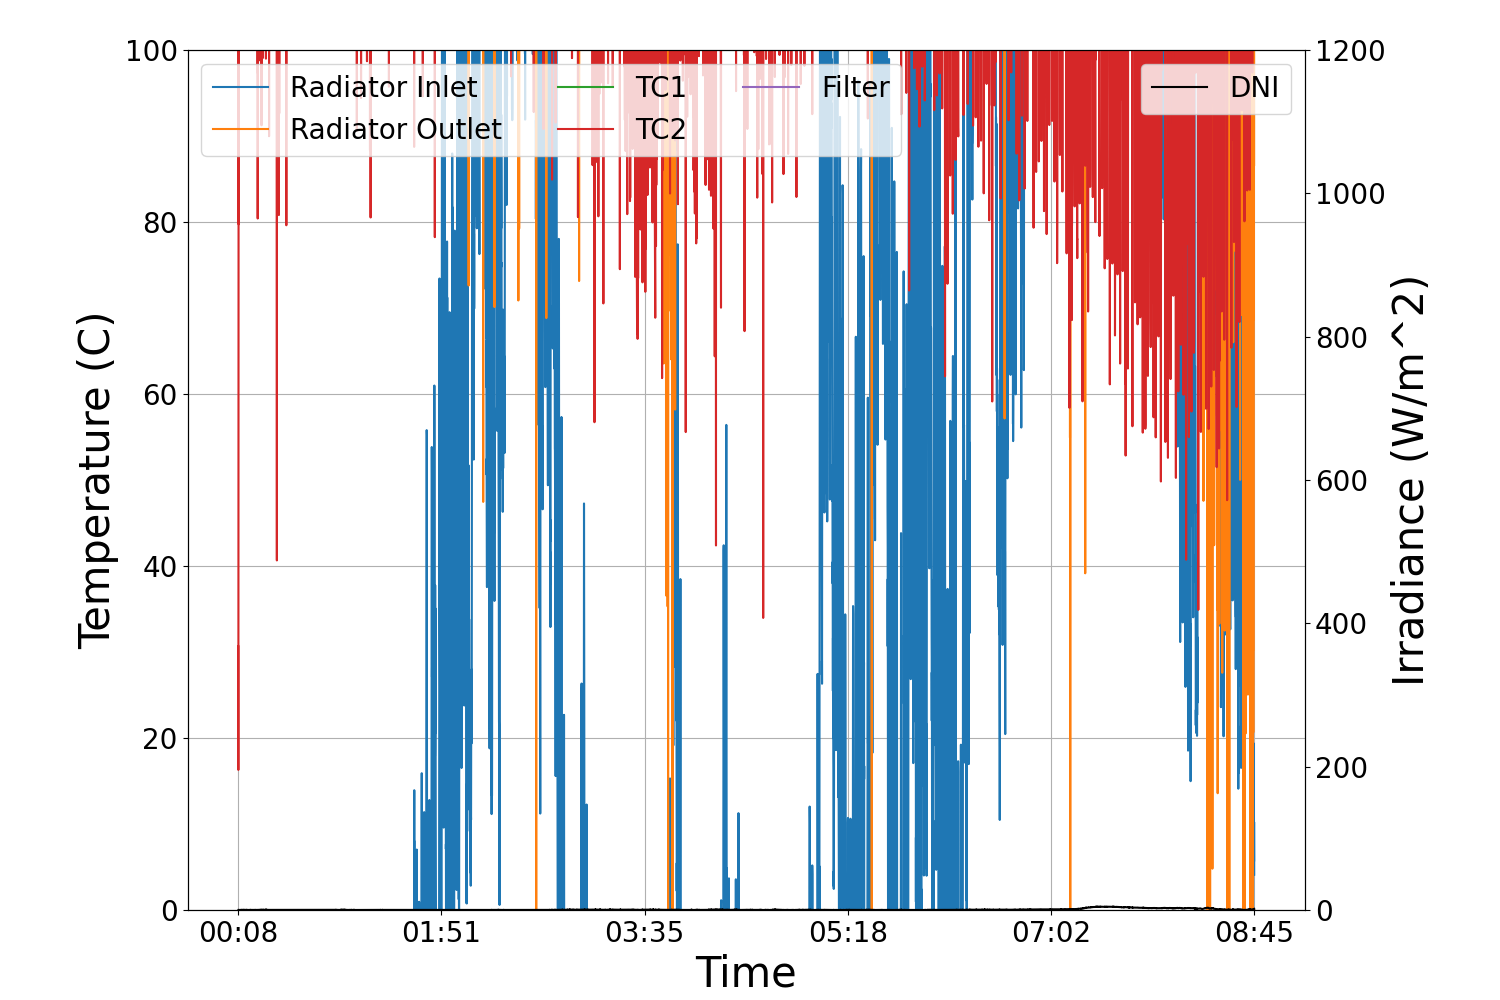 100
80
60
40
20
0
Temperature (C)
1200
1000
800
600
400
200
0
Irradiance (W/m^2)
Radiator Inlet
Radiator Outlet
TC1
TC2
Filter
DNI
00:08 01:51 03:35 05:18 07:02 08:45
Time